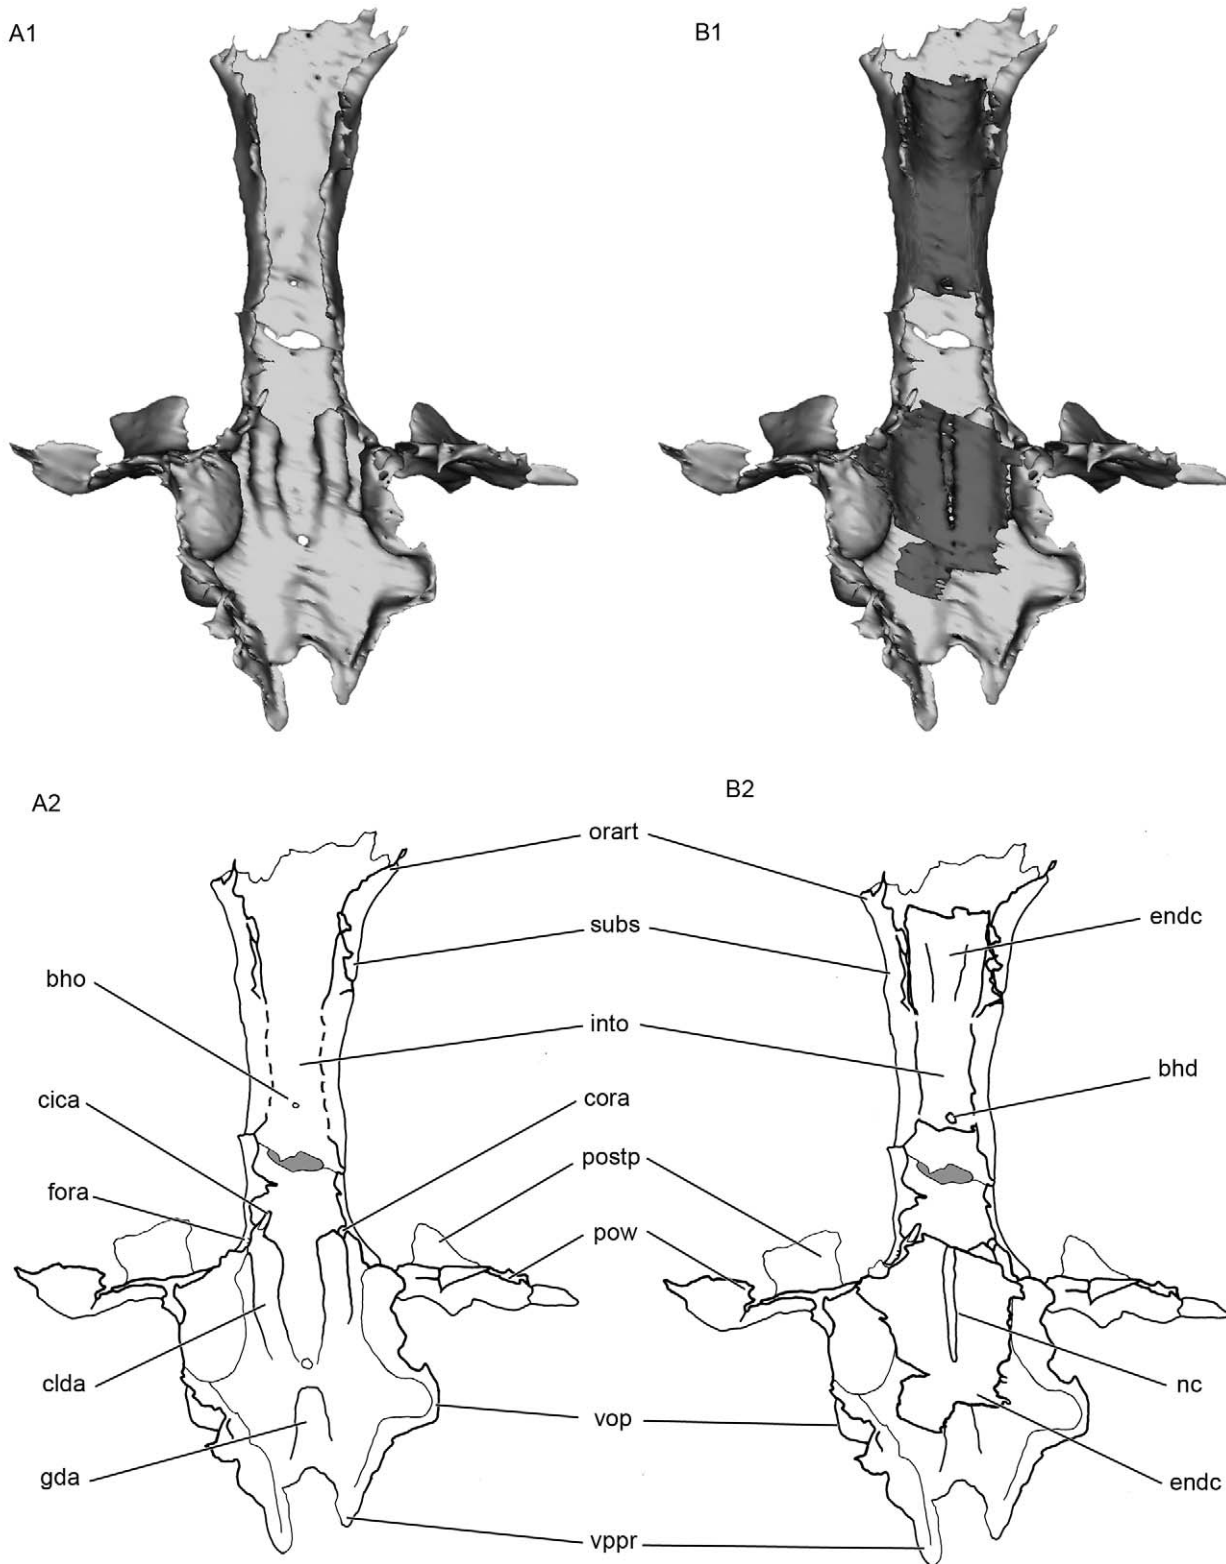 A1
B1
A2
B2
orart
subs
endc
bho
into
bhd
cica
cora
fora
postp
pow
clda
nc
vop
gda
endc
vppr